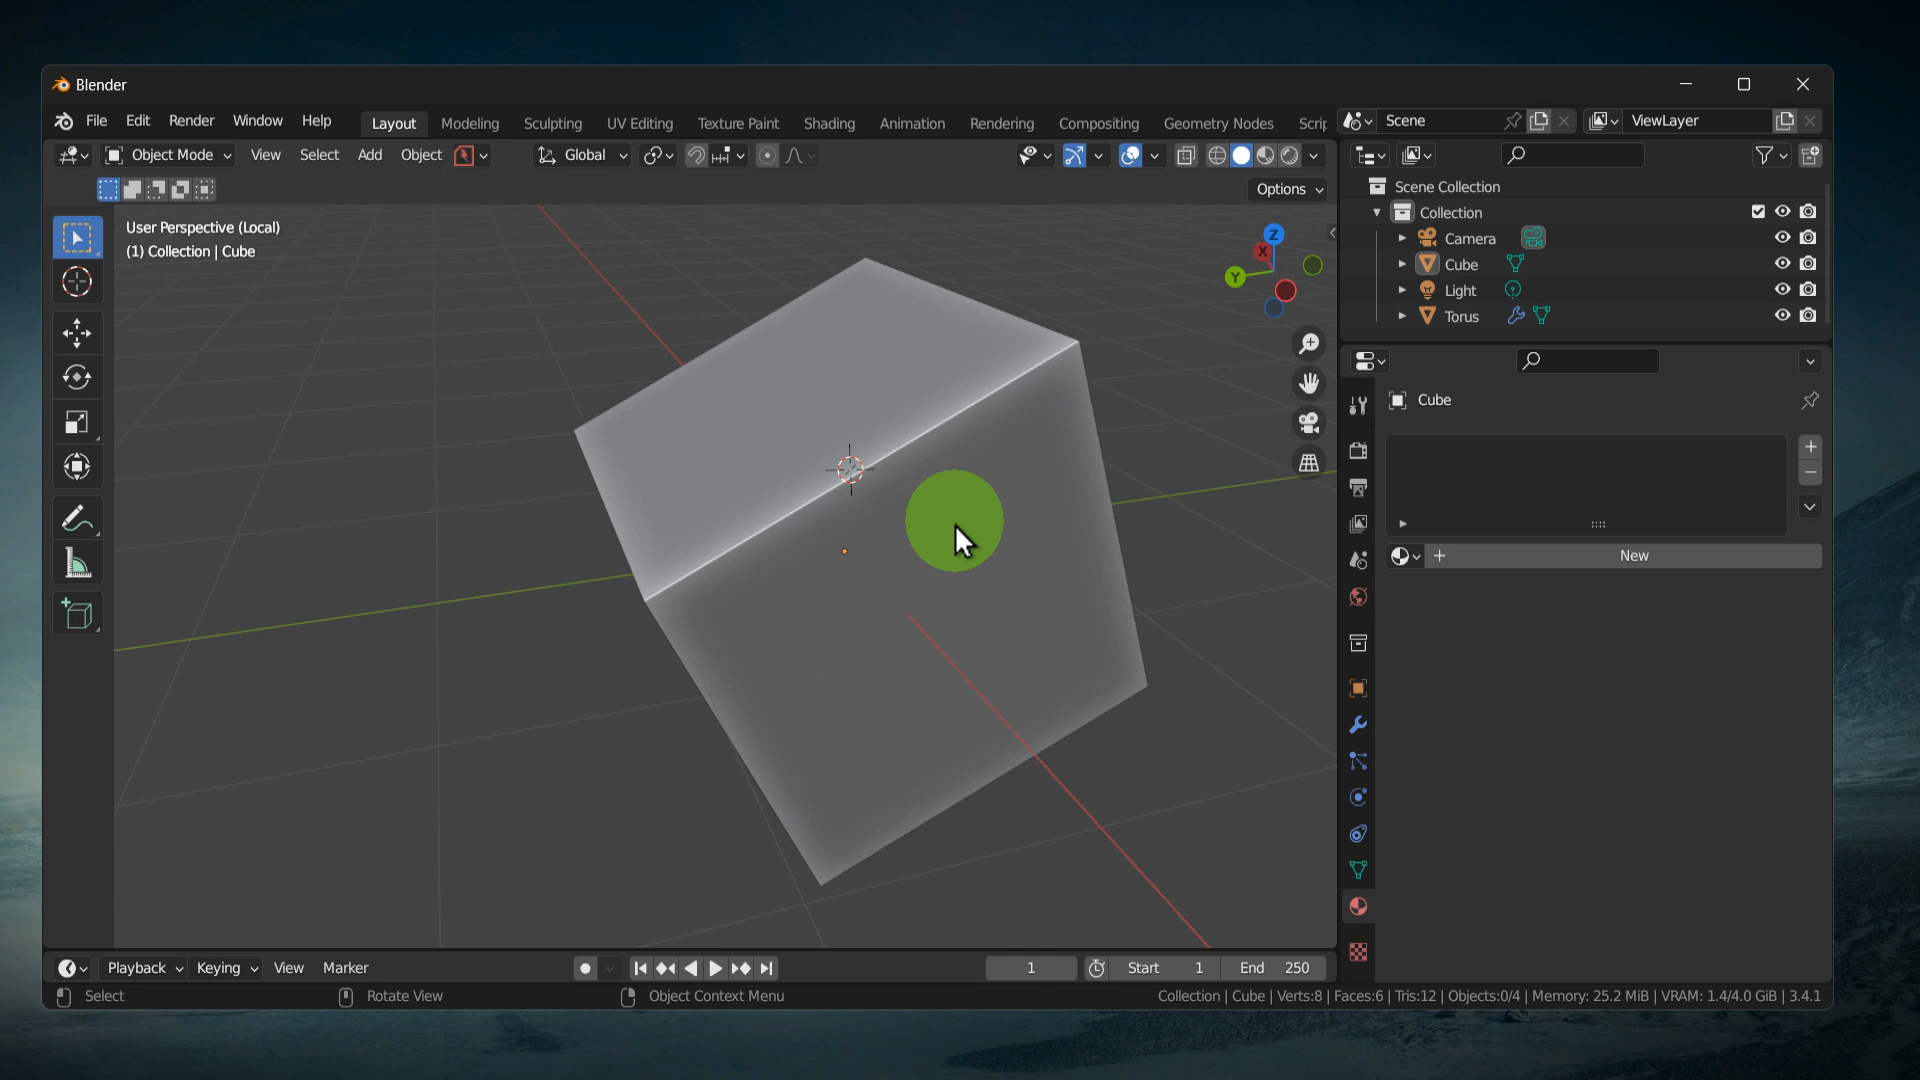 Blender
File Edit Render Window Help Layout Modeling Sculpting UV Editing Texture Paint Shading Animation Rendering Compositing Geometry Nodes Scrip Scene ViewLayer
Object Mode View Select Add Object Global
Options
User Perspective (Local)
(1) Collection | Cube
Z
X
Y
Scene Collection
Collection
Camera
Cube
Light
Torus
Cube
New
Playback Keying View Marker 1 Start 1 End 250
Select Rotate View Object Context Menu Collection | Cube | Verts:8 | Faces:6 | Tris:12 | Objects:0/4 | Memory: 25.2 MiB | VRAM: 1.4/4.0 GiB | 3.4.1